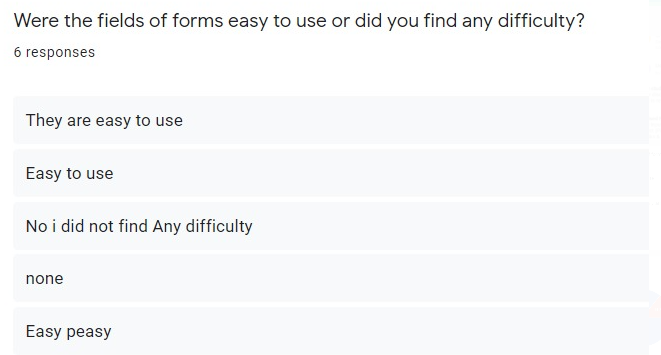 Were the fields of forms easy to use or did you find any difficulty?
6 responses
They are easy to use
Easy to use
No i did not find Any difficulty
none
Easy peasy